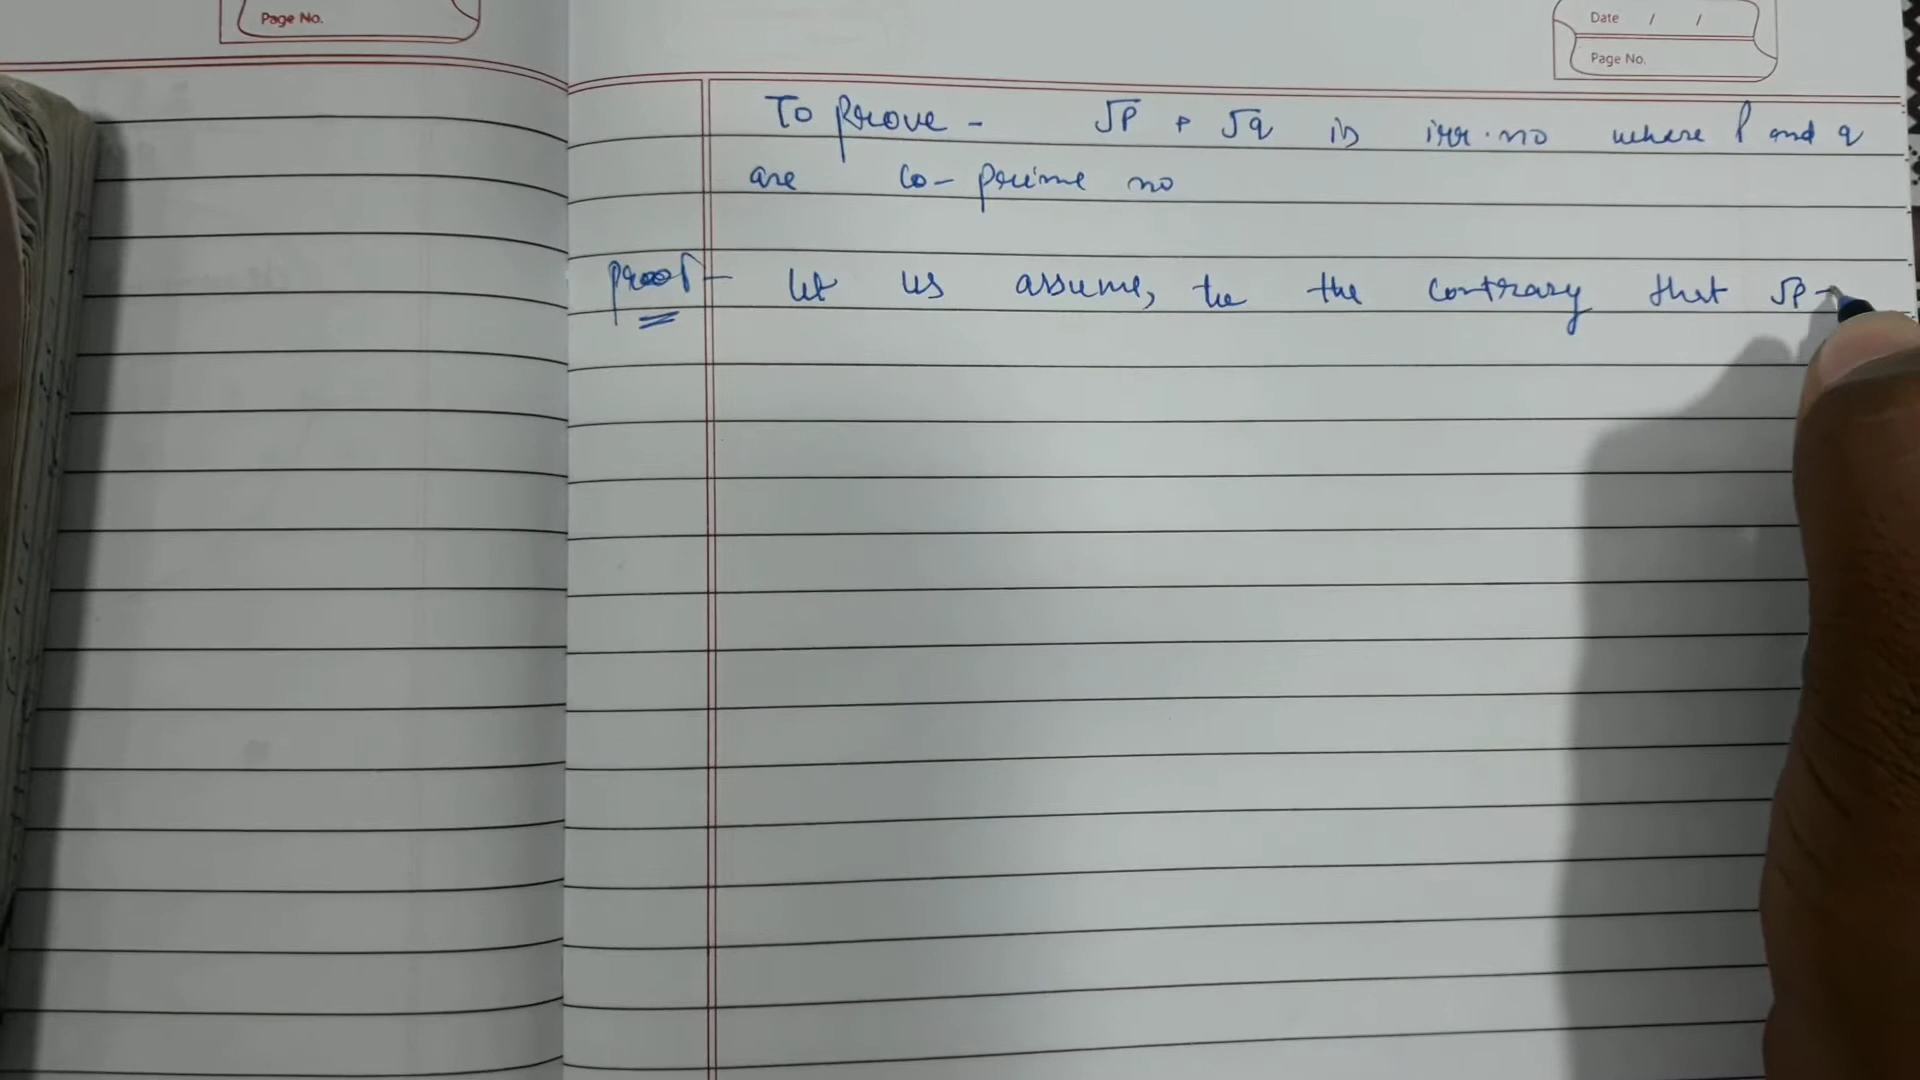 Page No.
Date / /
Page No.
To prove - √p + √q is irr. no where p and q
are co-prime no
proof - let us assume, to the contrary that √p